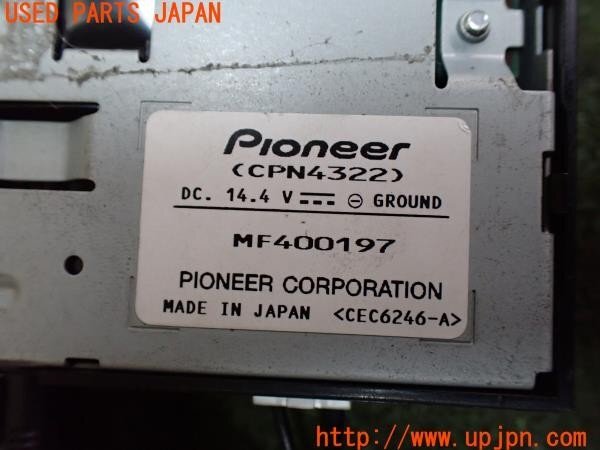 USED PARTS JAPAN
Pioneer
(CPN4322)
DC. 14.4 V ⎓ ⊖ GROUND
MF400197
PIONEER CORPORATION
MADE IN JAPAN <CEC6246-A>
http://www.upjpn.com/